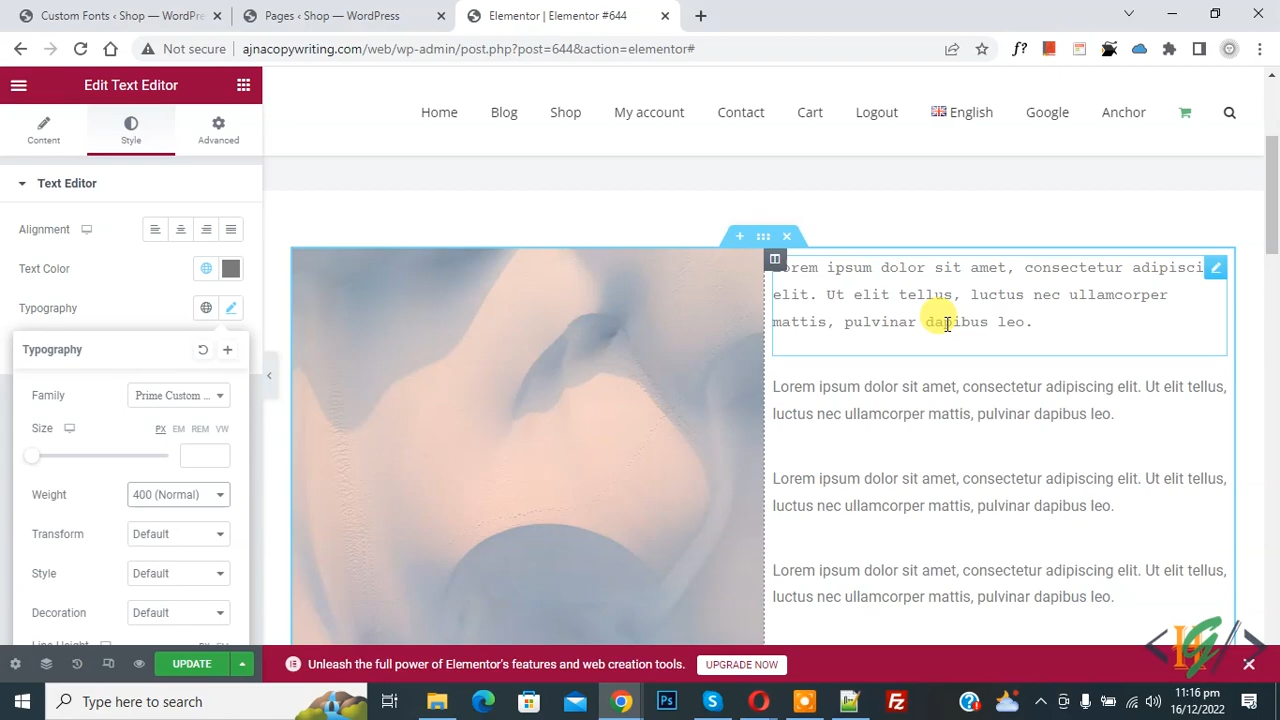 Custom Fonts ‹ Shop — WordPress
Pages ‹ Shop — WordPress
Elementor | Elementor #644
Not secure
ajnacopywriting.com/web/wp-admin/post.php?post=644&action=elementor#
f?
Edit Text Editor
Content
Style
Advanced
Home
Blog
Shop
My account
Contact
Cart
Logout
English
Google
Anchor
Text Editor
Alignment
Text Color
Typography
Typography
Family
Prime Custom ...
Size
PX EM REM VW
Weight
400 (Normal)
Transform
Default
Style
Default
Decoration
Default
Line Height
PX EM
Lorem ipsum dolor sit amet, consectetur adipisci
elit. Ut elit tellus, luctus nec ullamcorper
mattis, pulvinar dapibus leo.
Lorem ipsum dolor sit amet, consectetur adipiscing elit. Ut elit tellus,
luctus nec ullamcorper mattis, pulvinar dapibus leo.
Lorem ipsum dolor sit amet, consectetur adipiscing elit. Ut elit tellus,
luctus nec ullamcorper mattis, pulvinar dapibus leo.
Lorem ipsum dolor sit amet, consectetur adipiscing elit. Ut elit tellus,
luctus nec ullamcorper mattis, pulvinar dapibus leo.
UPDATE
Unleash the full power of Elementor's features and web creation tools.
UPGRADE NOW
Type here to search
Ps
11:16 pm
16/12/2022